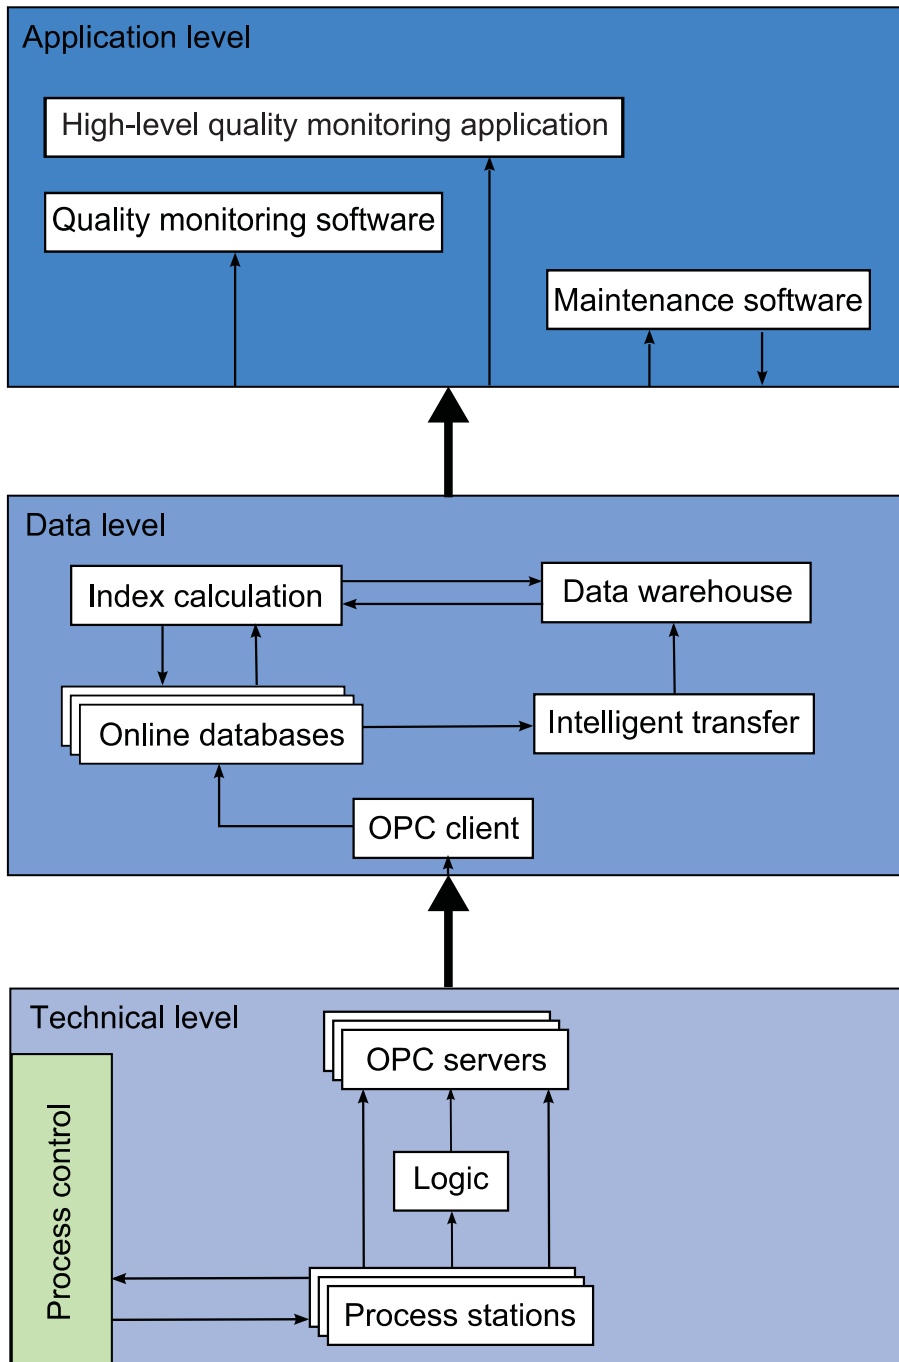 Application level
High-level quality monitoring application
Quality monitoring software
Maintenance software
Data level
Index calculation
Data warehouse
Online databases
Intelligent transfer
OPC client
Technical level
OPC servers
Process control
Logic
Process stations